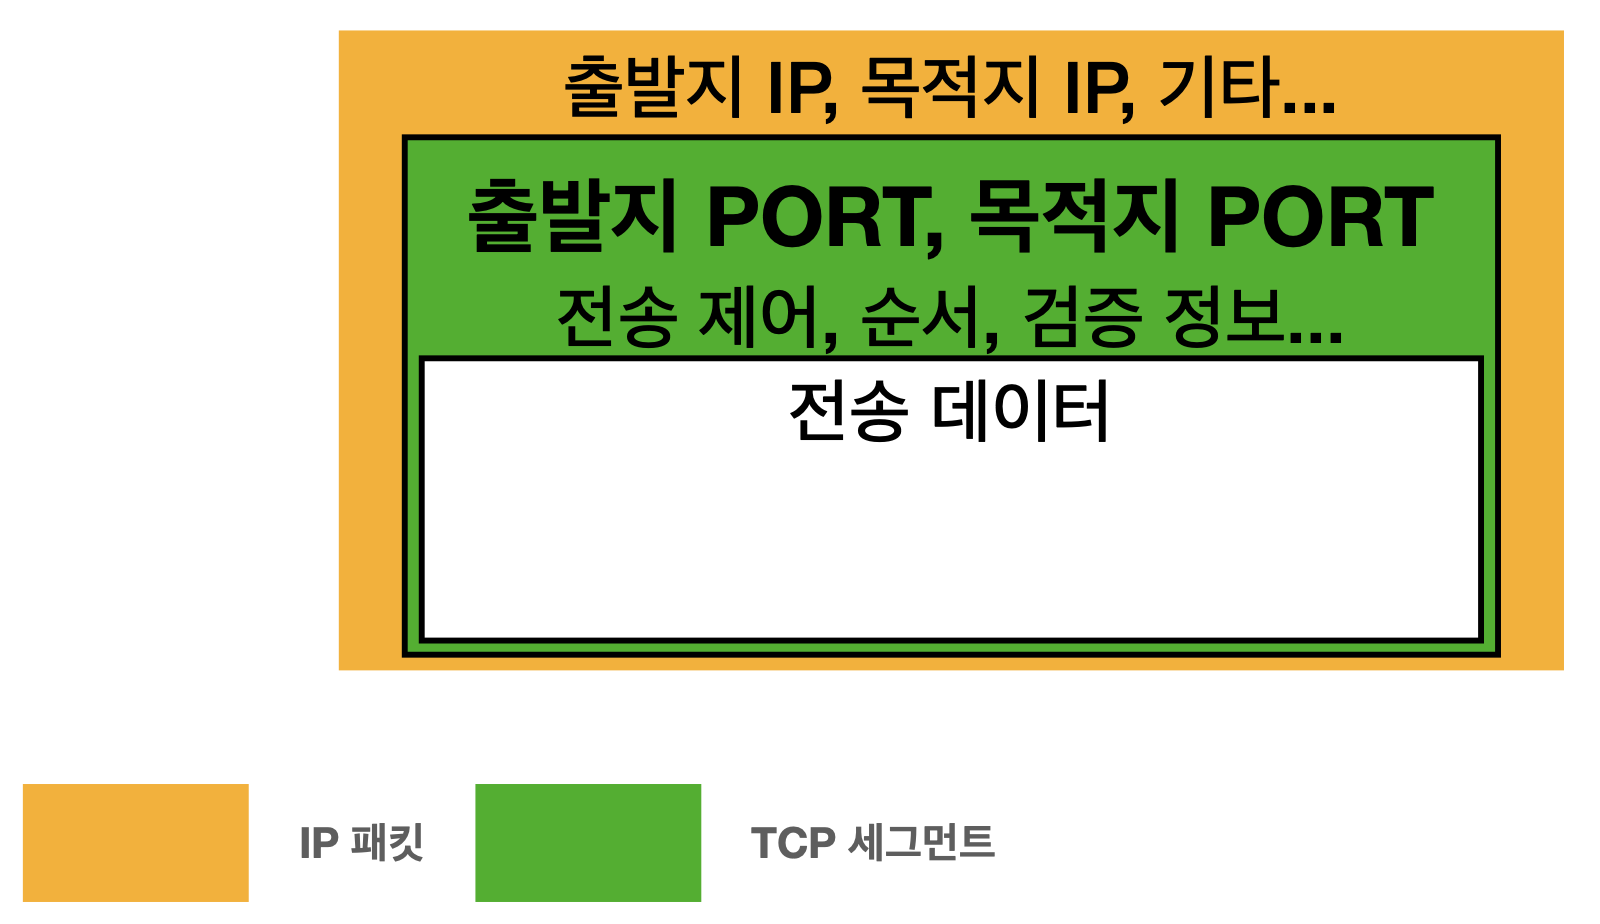 출발지 IP, 목적지 IP, 기타...
출발지 PORT, 목적지 PORT
전송 제어, 순서, 검증 정보...
전송 데이터
IP 패킷
TCP 세그먼트